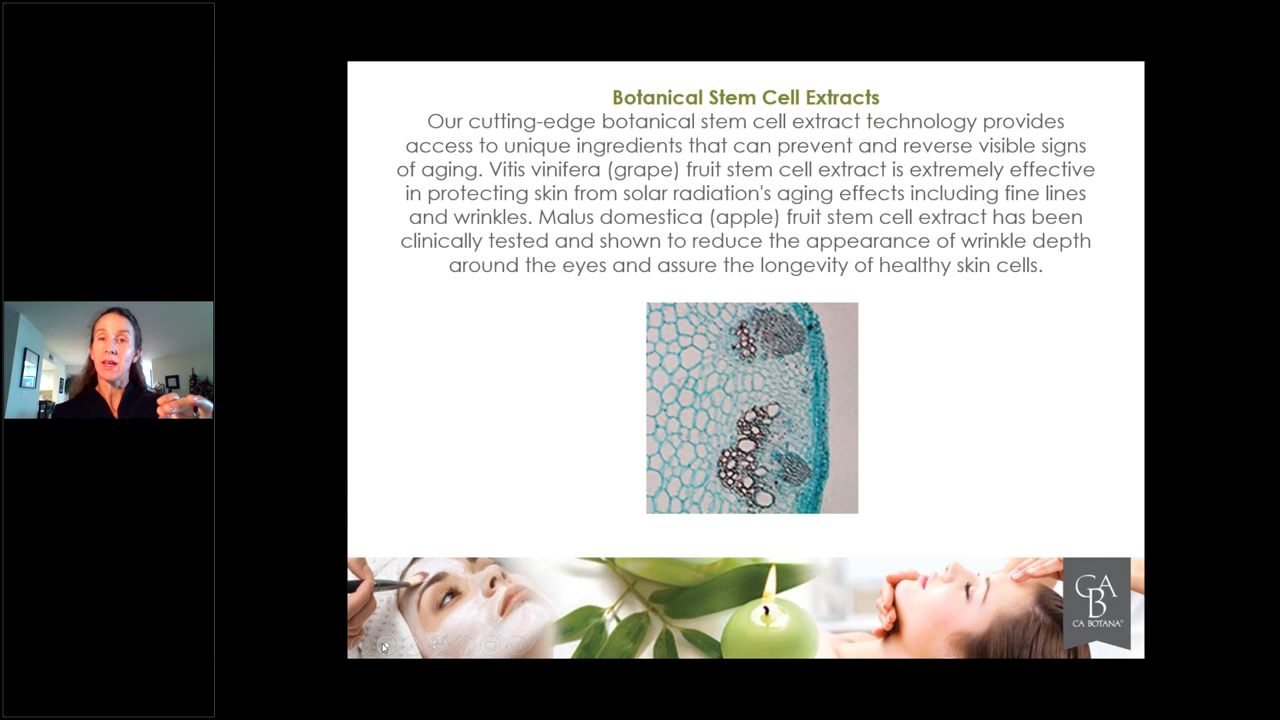 Botanical Stem Cell Extracts
Our cutting-edge botanical stem cell extract technology provides
access to unique ingredients that can prevent and reverse visible signs
of aging. Vitis vinifera (grape) fruit stem cell extract is extremely effective
in protecting skin from solar radiation's aging effects including fine lines
and wrinkles. Malus domestica (apple) fruit stem cell extract has been
clinically tested and shown to reduce the appearance of wrinkle depth
around the eyes and assure the longevity of healthy skin cells.
CA
B
CA BOTANA®